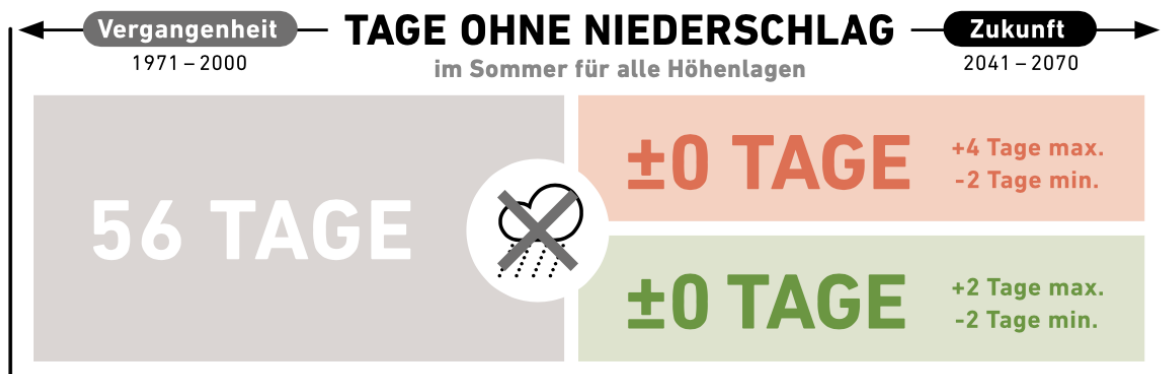 Vergangenheit
1971 – 2000
TAGE OHNE NIEDERSCHLAG
im Sommer für alle Höhenlagen
Zukunft
2041 – 2070
56 TAGE
±0 TAGE
+4 Tage max.
-2 Tage min.
±0 TAGE
+2 Tage max.
-2 Tage min.